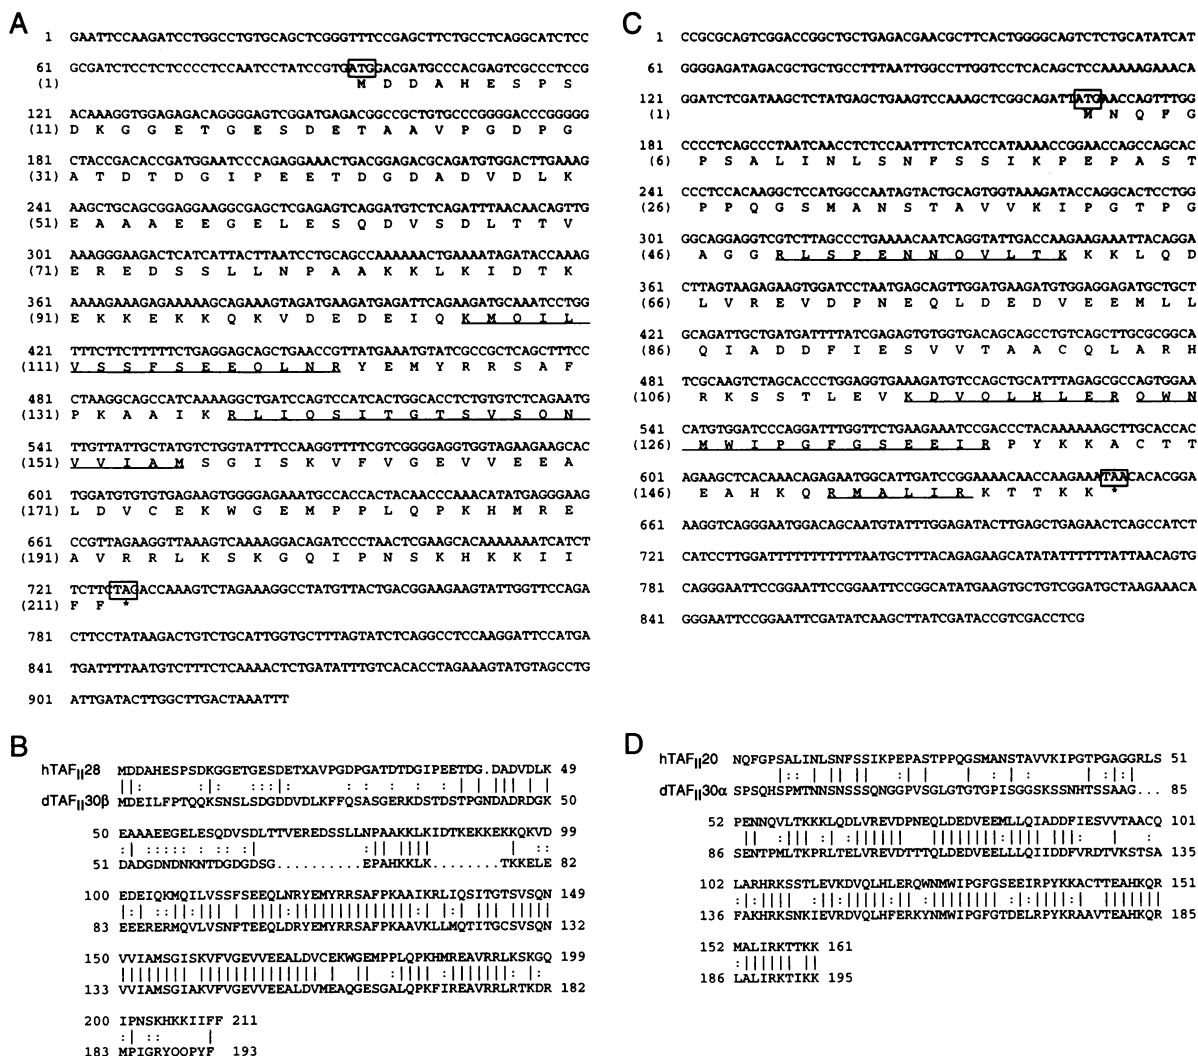 A
1 GAATTCCAAGATCCTGGCCTGTGCAGCTCGGGTTTCCGAGCTTCTGCCTCAGGCATCTCC
61 GCGATCTCCTCTCCCCTCCAATCCTATCCGTGATGGACGATGCCCACGAGTCGCCCTCCG
(1) M D D A H E S P S
121 ACAAAGGTGGAGAGACAGGGGAGTCGGATGAGACGGCCGCTGTGCCCGGGGACCCGGGGG
(11) D K G G E T G E S D E T A A V P G D P G
181 CTACCGACACCGATGGAATCCCAGAGGAAACTGACGGAGACGCAGATGTGGACTTGAAAG
(31) A T D T D G I P E E T D G D A D V D L K
241 AAGCTGCAGCGGAGGAAGGCGAGCTCGAGAGTCAGGATGTCTCAGATTTAACAACAGTTG
(51) E A A A E E G E L E S Q D V S D L T T V
301 AAAGGGAAGACTCATCATTACTTAATCCTGCAGCCAAAAAACTGAAAATAGATACCAAAG
(71) E R E D S S L L N P A A K K L K I D T K
361 AAAAGAAAGAGAAAAAGCAGAAAGTAGATGAAGATGAGATTCAGAAGATGCAAATCCTGG
(91) E K K E K K Q K V D E D E I Q K M Q I L
421 TTTCTTCTTTTTCTGAGGAGCAGCTGAACCGTTATGAAATGTATCGCCGCTCAGCTTTCC
(111) V S S F S E E Q L N R Y E M Y R R S A F
481 CTAAGGCAGCCATCAAAAGGCTGATCCAGTCCATCACTGGCACCTCTGTGTCTCAGAATG
(131) P K A A I K R L I Q S I T G T S V S Q N
541 TTGTTATTGCTATGTCTGGTATTTCCAAGGTTTTCGTCGGGGAGGTGGTAGAAGAAGCAC
(151) V V I A M S G I S K V F V G E V V E E A
601 TGGATGTGTGTGAGAAGTGGGGAGAAATGCCACCACTACAACCCAAACATATGAGGGAAG
(171) L D V C E K W G E M P P L Q P K H M R E
661 CCGTTAGAAGGTTAAAGTCAAAAGGACAGATCCCTAACTCGAAGCACAAAAAAATCATCT
(191) A V R R L K S K G Q I P N S K H K K I I
721 TCTTCTAGACCAAAGTCTAGAAAGGCCTATGTTACTGACGGAAGAAGTATTGGTTCCAGA
(211) F F *
781 CTTCCTATAAGACTGTCTGCATTGGTGCTTTAGTATCTCAGGCCTCCAAGGATTCCATGA
841 TGATTTTAATGTCTTTCTCAAAACTCTGATATTTGTCACACCTAGAAAGTATGTAGCCTG
901 ATTGATACTTGGCTTGACTAAATTT
B
hTAFII28 MDDAHESPSDKGGETGESDETXAVPGDPGATDTDGIPEETDG.DADVDLK 49
dTAFII30β MDEILFPTQQKSNSLSDGDDVDLKFFQSASGERKDSTDSTPGNDADRDGK 50
50 EAAAEEGELESQDVSDLTTVEREDSSLLNPAAKKLKIDTKEKKEKKQKVD 99
51 DADGDNDNKNTDGDGDSG............EPAHKKLK........TKKELE 82
100 EDEIQKMQILVSSFSEEQLNRYEMYRRSAFPKAAIKRLIQSITGTSVSQN 149
83 EEERERMQVLVSNFTEEQLDRYEMYRRSAFPKAAVKLLMQTITGCSVSQN 132
150 VVIAMSGISKVFVGEVVEEALDVCEKWGEMPPLQPKHMREAVRRLKSKGQ 199
133 VVIAMSGIAKVFVGEVVEEALDVMEAQGESGALQPKFIREAVRRLRTKDR 182
200 IPNSKHKKIIFF 211
183 MPIGRYQQPYF 193
C
1 CCGCGCAGTCGGACCGGCTGCTGAGACGAACGCTTCACTGGGGCAGTCTCTGCATATCAT
61 GGGGAGATAGACGCTGCTGCCTTTAATTGGCCTTGGTCCTCACAGCTCCAAAAAGAAACA
121 GGATCTCGATAAGCTCTATGAGCTGAAGTCCAAAGCTCGGCAGATTATGAACCAGTTTGG
(1) M N Q F G
181 CCCCTCAGCCCTAATCAACCTCTCCAATTTCTCATCCATAAAACCGGAACCAGCCAGCAC
(6) P S A L I N L S N F S S I K P E P A S T
241 CCCTCCACAAGGCTCCATGGCCAATAGTACTGCAGTGGTAAAGATACCAGGCACTCCTGG
(26) P P Q G S M A N S T A V V K I P G T P G
301 GGCAGGAGGTCGTCTTAGCCCTGAAAACAATCAGGTATTGACCAAGAAGAAATTACAGGA
(46) A G G R L S P E N N Q V L T K K K L Q D
361 CTTAGTAAGAGAAGTGGATCCTAATGAGCAGTTGGATGAAGATGTGGAGGAGATGCTGCT
(66) L V R E V D P N E Q L D E D V E E M L L
421 GCAGATTGCTGATGATTTTATCGAGAGTGTGGTGACAGCAGCCTGTCAGCTTGCGCGGCA
(86) Q I A D D F I E S V V T A A C Q L A R H
481 TCGCAAGTCTAGCACCCTGGAGGTGAAAGATGTCCAGCTGCATTTAGAGCGCCAGTGGAA
(106) R K S S T L E V K D V Q L H L E R Q W N
541 CATGTGGATCCCAGGATTTGGTTCTGAAGAAATCCGACCCTACAAAAAAGCTTGCACCAC
(126) M W I P G F G S E E I R P Y K K A C T T
601 AGAAGCTCACAAACAGAGAATGGCATTGATCCGGAAAACAACCAAGAAATAACACACGGA
(146) E A H K Q R M A L I R K T T K K *
661 AAGGTCAGGGAATGGACAGCAATGTATTTGGAGATACTTGAGCTGAGAACTCAGCCATCT
721 CATCCTTGGATTTTTTTTTTTAATGCTTTACAGAGAAGCATATATTTTTTATTAACAGTG
781 CAGGGAATTCCGGAATTCCGGAATTCCGGCATATGAAGTGCTGTCGGATGCTAAGAAACA
841 GGGAATTCCGGAATTCGATATCAAGCTTATCGATACCGTCGACCTCG
D
hTAFII20 NQFGPSALINLSNFSSIKPEPASTPPQGSMANSTAVVKIPGTPGAGGRLS 51
dTAFII30α SPSQHSPMTNNSNSNSSSQNGGPVSGLGTGTGPISGGSKSSNHTSSAAG... 85
52 PENNQVLTKKKLQDLVREVDPNEQLDEDVEEMLLQIADDFIESVVTAACQ 101
86 SENTPMLTKPRLTELVREVDTTTQLDEDVEELLLQIIDDFVRDTVKSTSA 135
102 LARHRKSSTLEVKDVQLHLERQWNMWIPGFGSEEIRPYKKACTTEAHKQR 151
136 FAKHRKSNKIEVRDVQLHFERKYNMWIPGFGTDELRPYKRAAVTEAHKQR 185
152 MALIRKTTKK 161
186 LALIRKTIKK 195